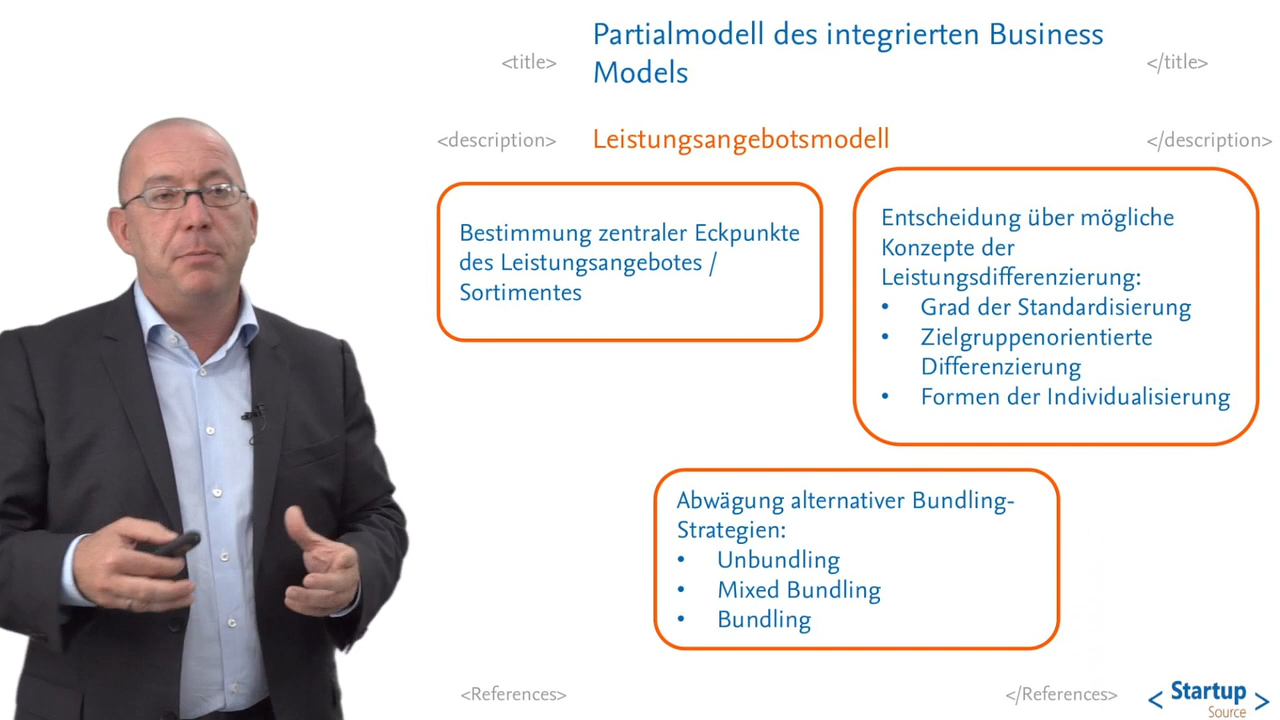 <title>
Partialmodell des integrierten Business
Models
</title>
<description>
Leistungsangebotsmodell
</description>
Bestimmung zentraler Eckpunkte
des Leistungsangebotes /
Sortimentes
Entscheidung über mögliche
Konzepte der
Leistungsdifferenzierung:
• Grad der Standardisierung
• Zielgruppenorientierte
Differenzierung
• Formen der Individualisierung
Abwägung alternativer Bundling-
Strategien:
• Unbundling
• Mixed Bundling
• Bundling
<References>
</References>
< Startup >
Source